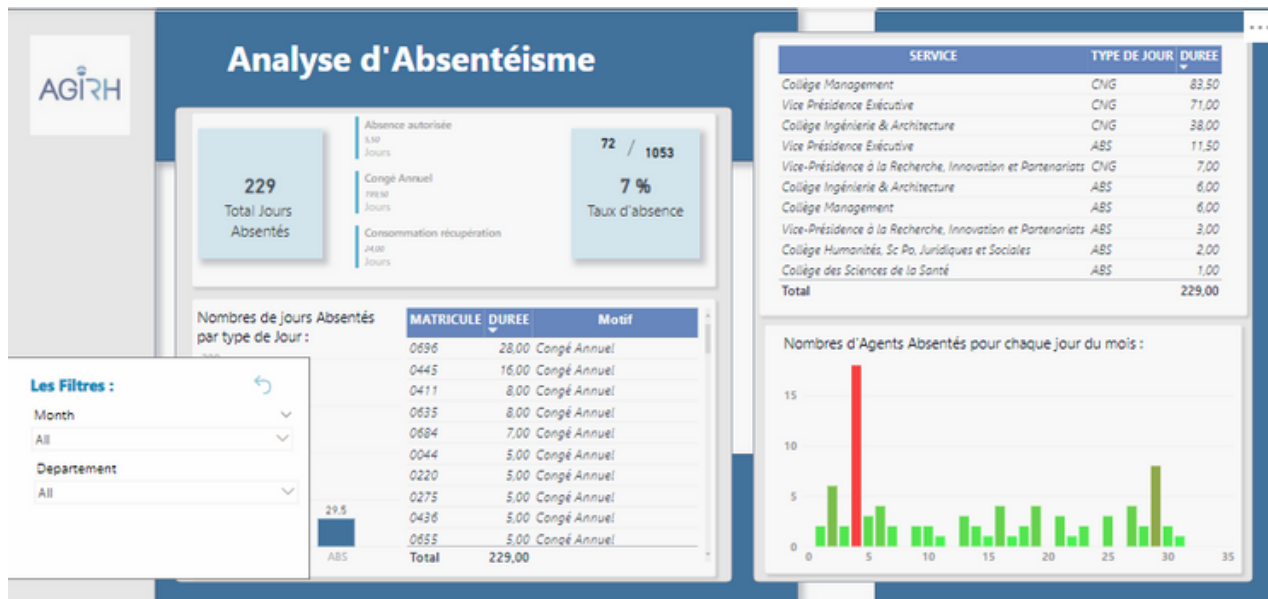 AGIRH
Analyse d'Absentéisme
229
Total Jours
Absentés
Absence autorisée
5,50
Jours
Congé Annuel
199,50
Jours
Consommation récupération
24,00
Jours
72 / 1053
7 %
Taux d'absence
SERVICE TYPE DE JOUR DUREE
Collège Management CNG 83,50
Vice Présidence Exécutive CNG 71,00
Collège Ingénierie & Architecture CNG 38,00
Vice Présidence Exécutive ABS 11,50
Vice-Présidence à la Recherche, Innovation et Partenariats CNG 7,00
Collège Ingénierie & Architecture ABS 6,00
Collège Management ABS 6,00
Vice-Présidence à la Recherche, Innovation et Partenariats ABS 3,00
Collège Humanités, Sc Po, Juridiques et Sociales ABS 2,00
Collège des Sciences de la Santé ABS 1,00
Total 229,00
Nombres de jours Absentés
par type de Jour :
29,5
ABS
MATRICULE DUREE Motif
0696 28,00 Congé Annuel
0445 16,00 Congé Annuel
0411 8,00 Congé Annuel
0635 8,00 Congé Annuel
0684 7,00 Congé Annuel
0044 5,00 Congé Annuel
0220 5,00 Congé Annuel
0275 5,00 Congé Annuel
0436 5,00 Congé Annuel
0655 5,00 Congé Annuel
Total 229,00
Les Filtres :
Month
All
Departement
All
Nombres d'Agents Absentés pour chaque jour du mois :
15
10
5
0
0 5 10 15 20 25 30 35